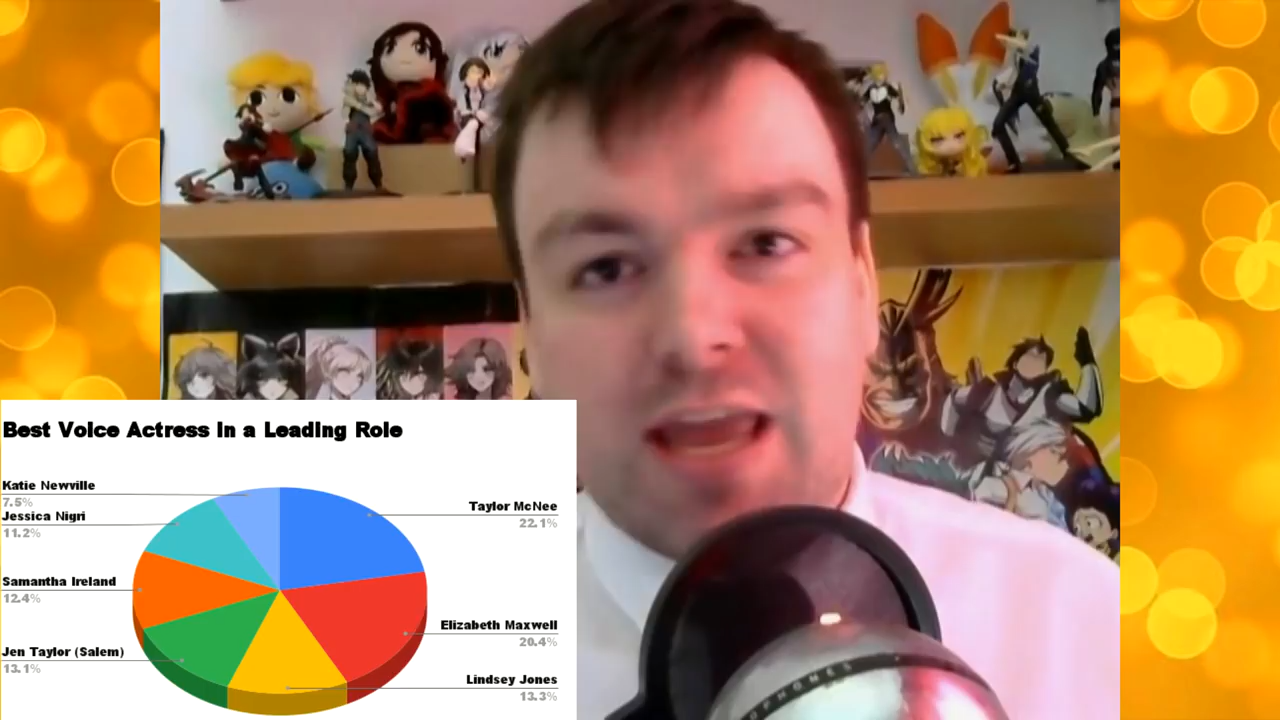 Best Voice Actress in a Leading Role
Katie Newville
7.5%
Jessica Nigri
11.2%
Samantha Ireland
12.4%
Jen Taylor (Salem)
13.1%
Taylor McNee
22.1%
Elizabeth Maxwell
20.4%
Lindsey Jones
13.3%
OPHONES